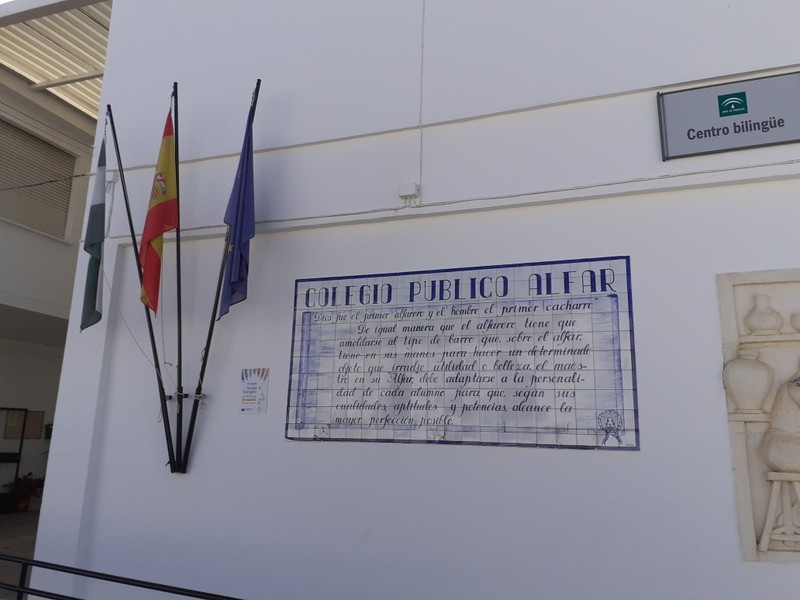 Centro bilingüe
COLEGIO PUBLICO ALFAR
Dios, fue el primer alfarero y el hombre el primer cacharro.
De igual manera que el alfarero tiene que
amoldarse al tipo de barro que, sobre el alfar,
tiene en sus manos para hacer un determinado
objeto que irradie utilidad o belleza, el maes-
tro en su Alfar, debe adaptarse a la personali-
dad de cada alumno para que, segun sus
cualidades, aptitudes y potencias, alcance la
mayor perfeccion posible.